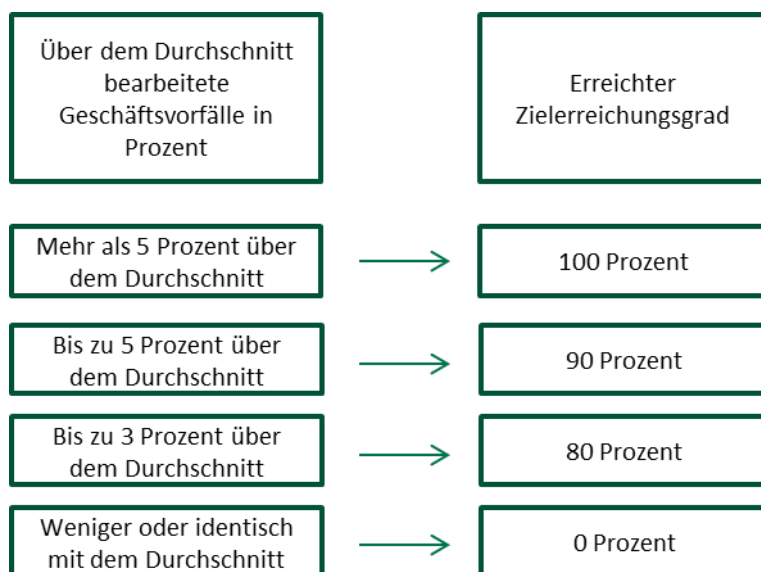 Über dem Durchschnitt
bearbeitete
Geschäftsvorfälle in
Prozent
Erreichter
Zielerreichungsgrad
Mehr als 5 Prozent über
dem Durchschnitt
100 Prozent
Bis zu 5 Prozent über
dem Durchschnitt
90 Prozent
Bis zu 3 Prozent über
dem Durchschnitt
80 Prozent
Weniger oder identisch
mit dem Durchschnitt
0 Prozent